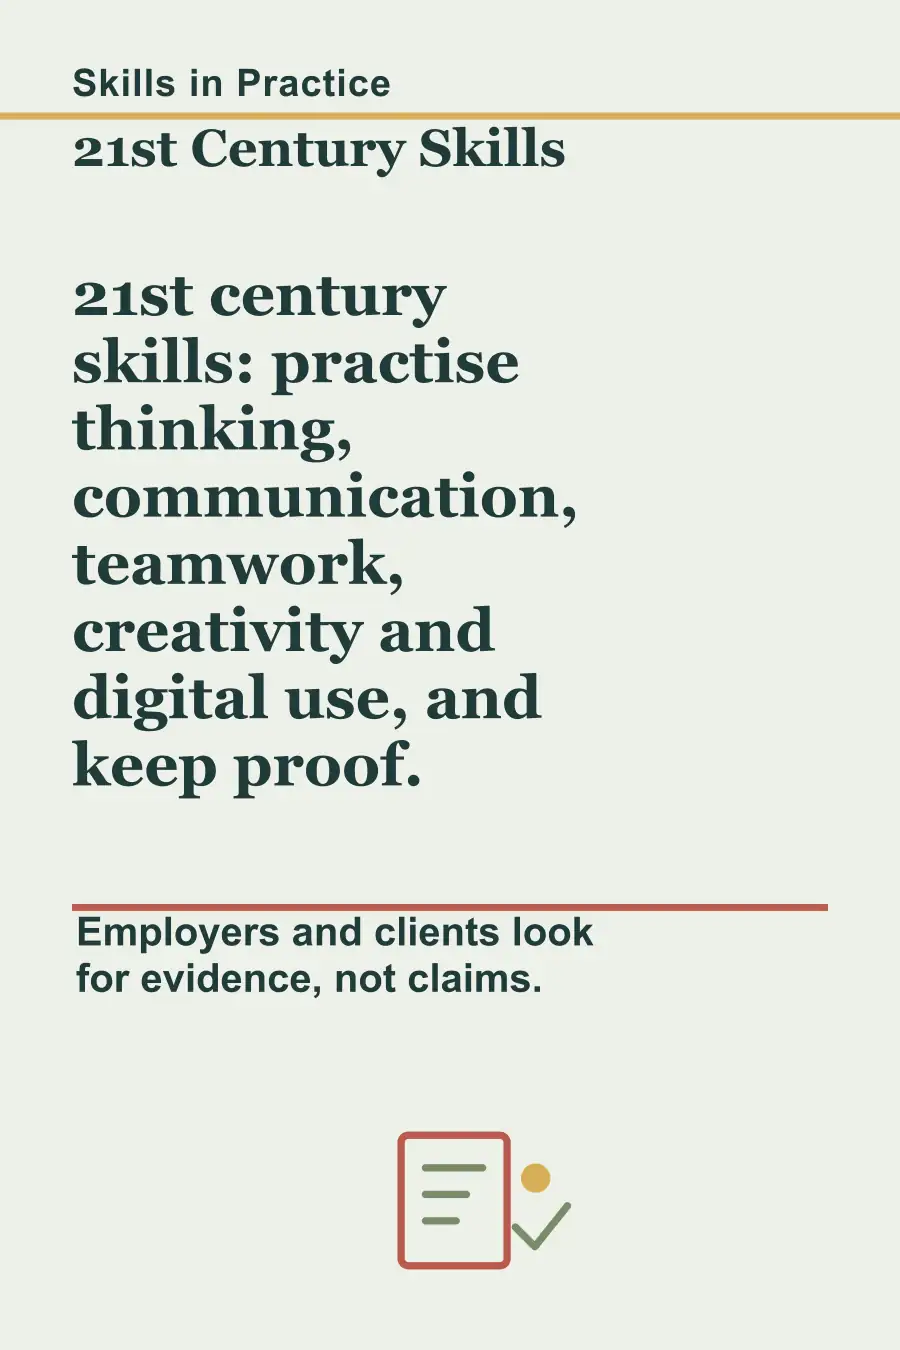 Skills in Practice
21st Century Skills
21st century
skills: practise
thinking,
communication,
teamwork,
creativity and
digital use, and
keep proof.
Employers and clients look
for evidence, not claims.